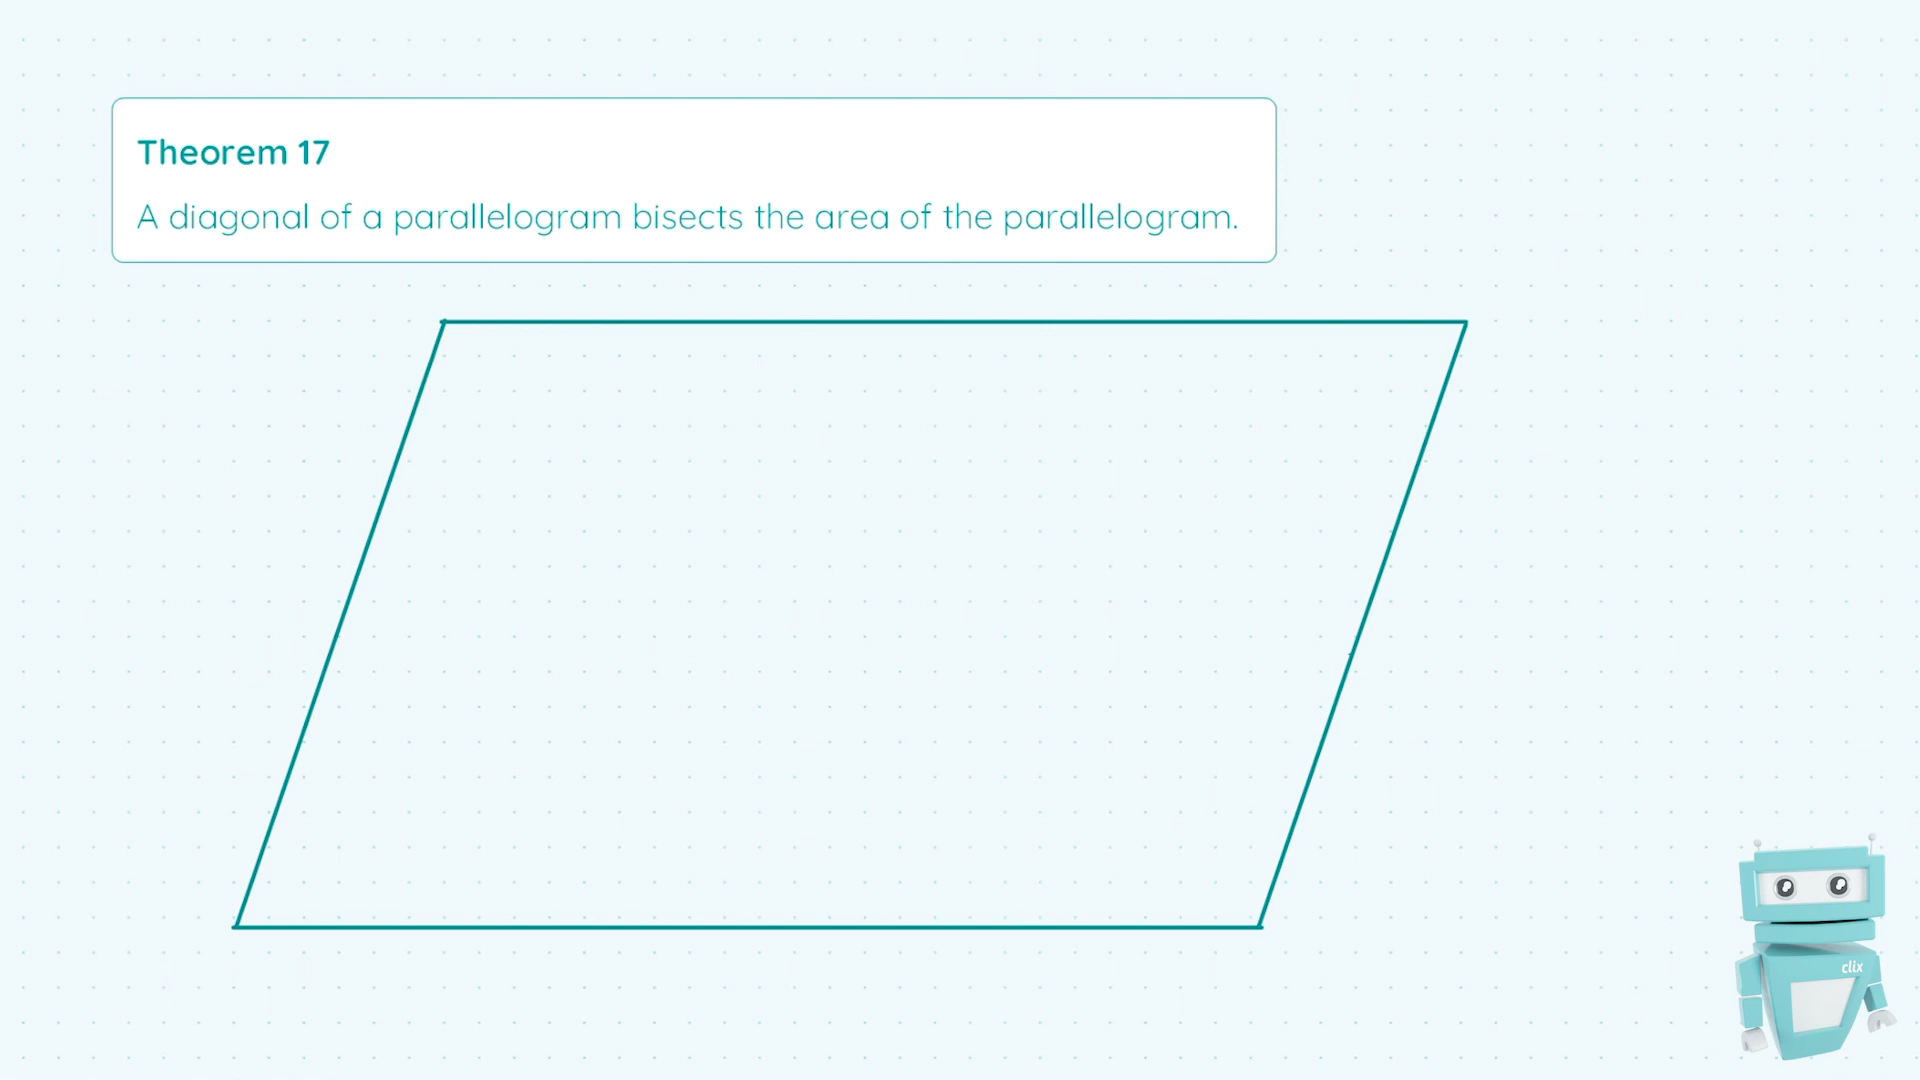 Theorem 17
A diagonal of a parallelogram bisects the area of the parallelogram.
clix